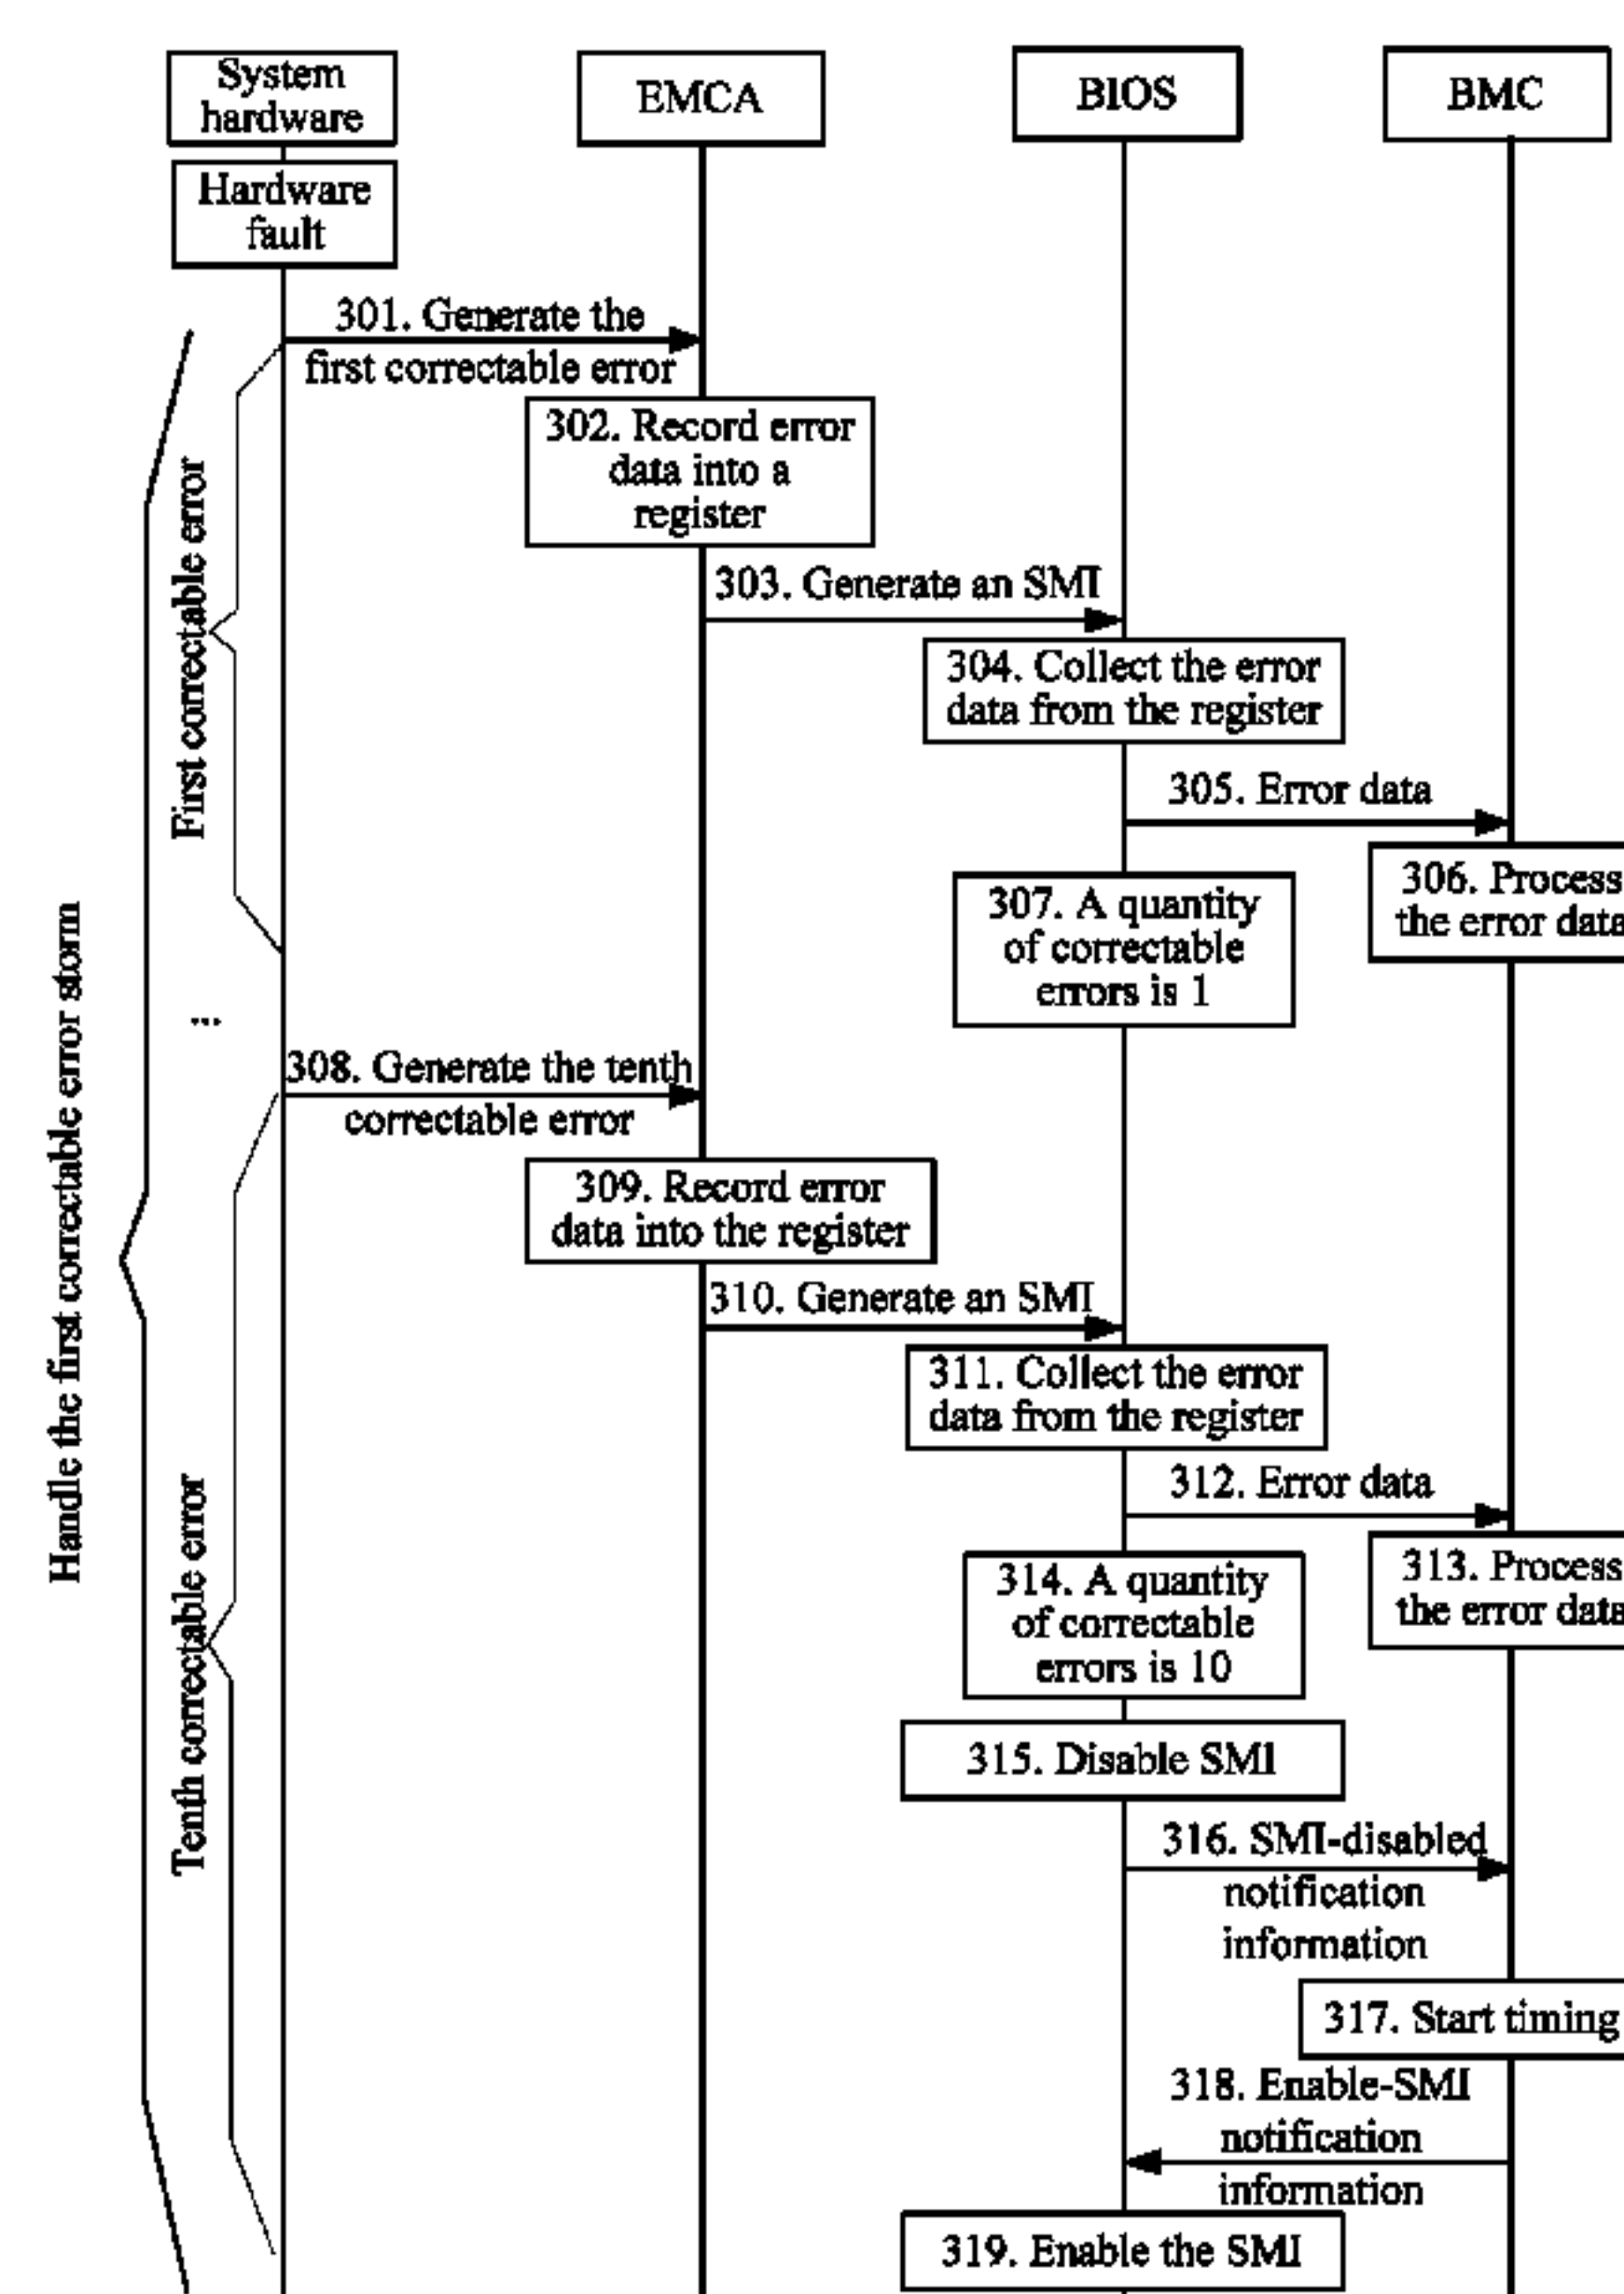 System
hardware
EMCA
BIOS
BMC
Hardware
fault
301. Generate the
first correctable error
302. Record error
data into a
register
303. Generate an SMI
304. Collect the error
data from the register
305. Error data
306. Process
the error data
307. A quantity
of correctable
errors is 1
First correctable error
...
308. Generate the tenth
correctable error
309. Record error
data into the register
310. Generate an SMI
311. Collect the error
data from the register
312. Error data
313. Process
the error data
314. A quantity
of correctable
errors is 10
315. Disable SMI
316. SMI-disabled
notification
information
317. Start timing
318. Enable-SMI
notification
information
319. Enable the SMI
Tenth correctable error
Handle the first correctable error storm